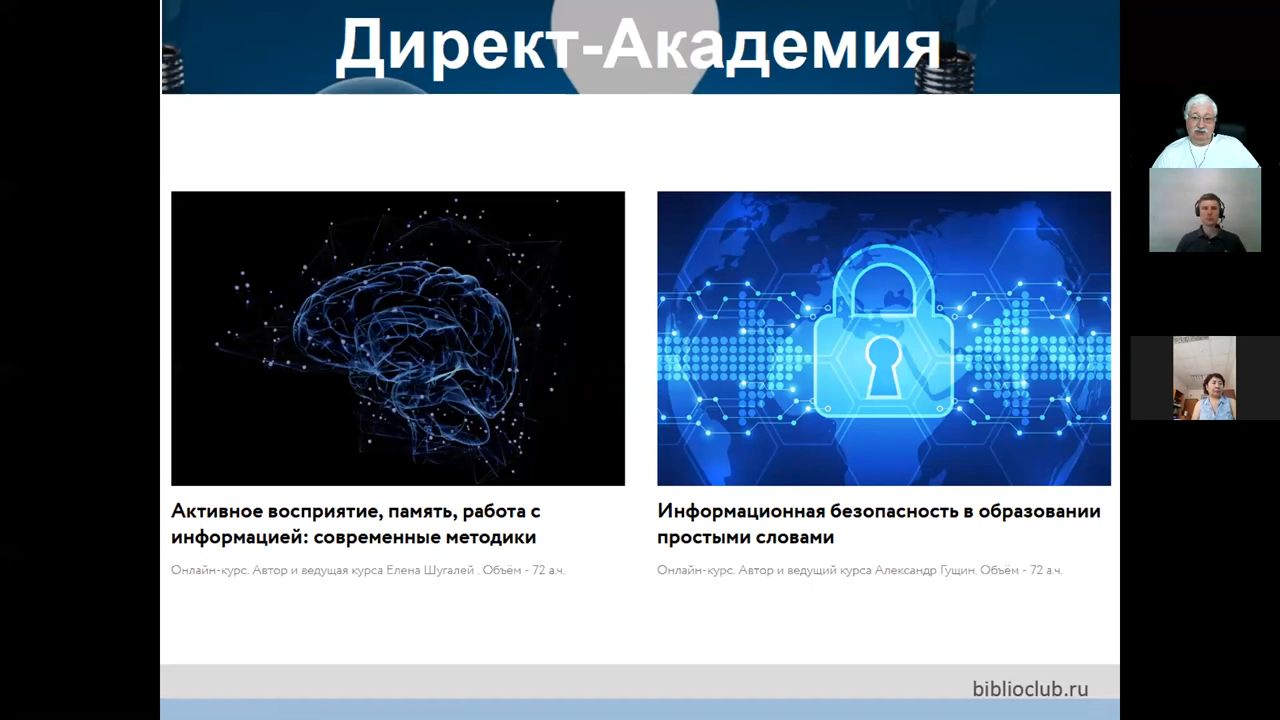 Директ-Академия
Активное восприятие, память, работа с
информацией: современные методики
Онлайн-курс. Автор и ведущая курса Елена Шугалей . Объём - 72 а.ч.
Информационная безопасность в образовании
простыми словами
Онлайн-курс. Автор и ведущий курса Александр Гущин. Объём - 72 а.ч.
biblioclub.ru